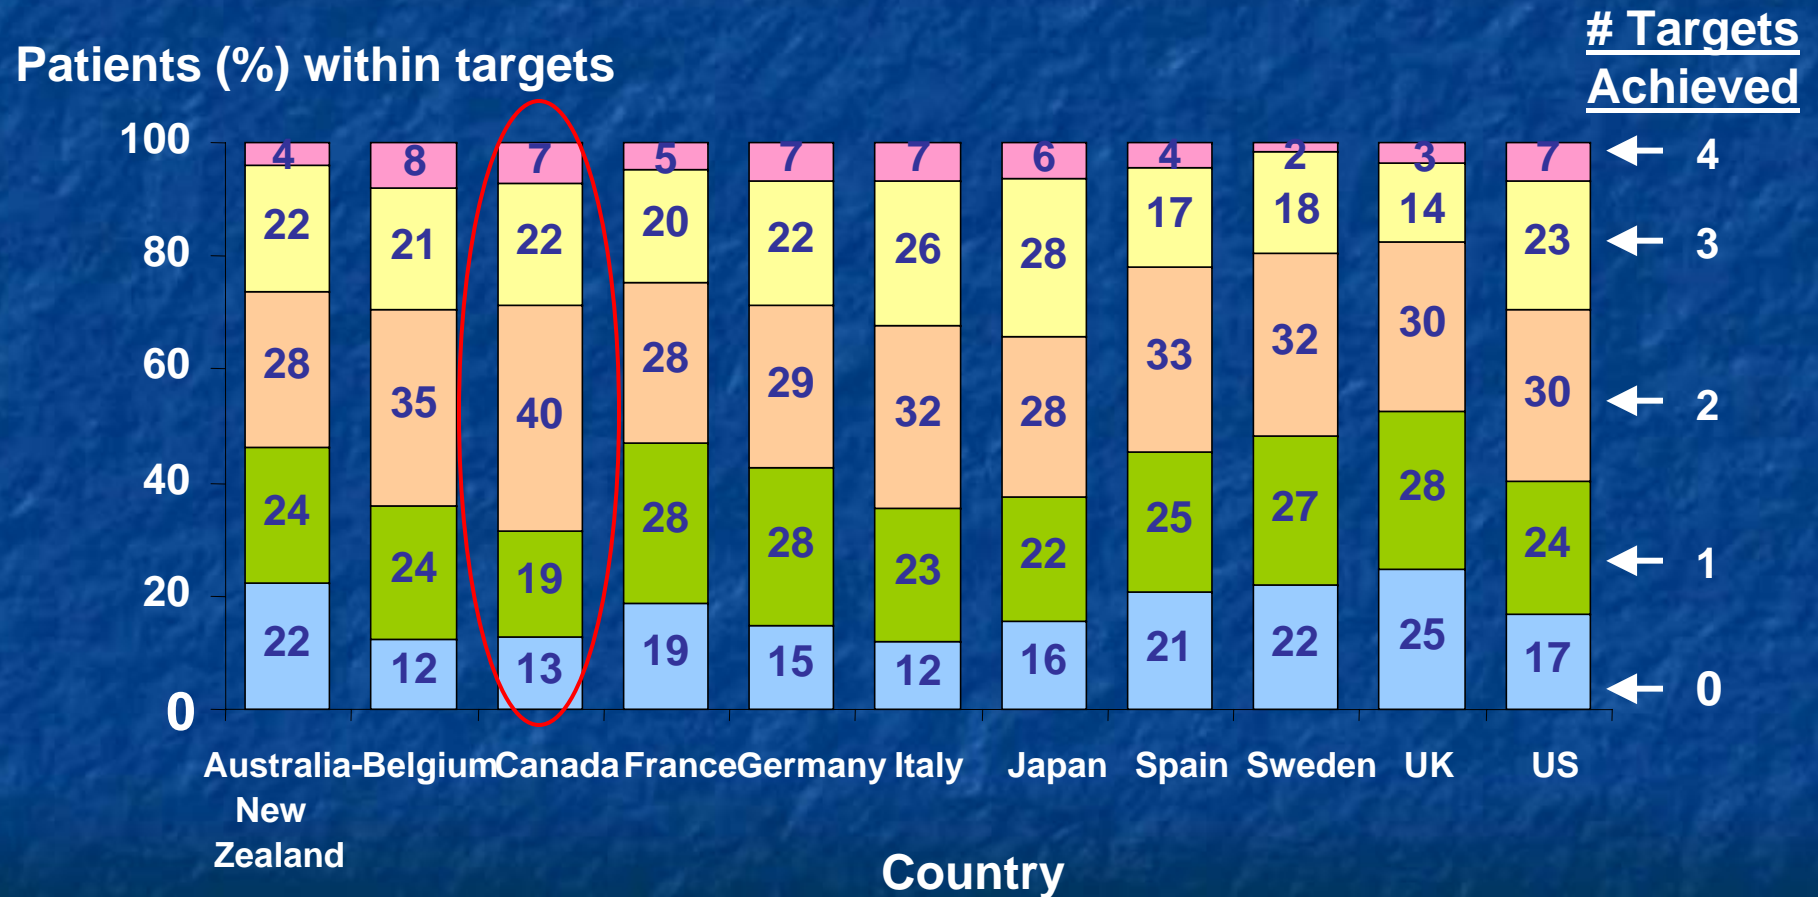 # Targets
Achieved
Patients (%) within targets
100 4 8 7 5 7 7 6 4 2 3 7 4
80 22 21 22 20 22 26 28 17 18 14 23 3
60 28 35 40 28 29 32 28 33 32 30 30 2
40 24 24 19 28 28 23 22 25 27 28 24 1
20 22 12 13 19 15 12 16 21 22 25 17 0
0
Australia- Belgium Canada France Germany Italy Japan Spain Sweden UK US
New
Zealand
Country